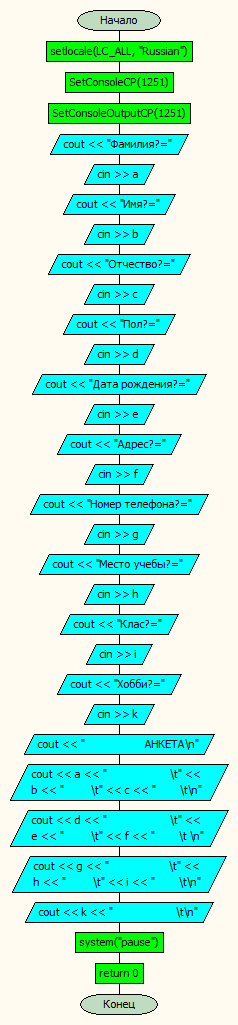 Начало
setlocale(LC_ALL, "Russian")
SetConsoleCP(1251)
SetConsoleOutputCP(1251)
cout << "Фамилия?="
cin >> a
cout << "Имя?="
cin >> b
cout << "Отчество?="
cin >> c
cout << "Пол?="
cin >> d
cout << "Дата рождения?="
cin >> e
cout << "Адрес?="
cin >> f
cout << "Номер телефона?="
cin >> g
cout << "Место учебы?="
cin >> h
cout << "Клас?="
cin >> i
cout << "Хобби?="
cin >> k
cout << "                    АНКЕТА\n"
cout << a << "                    \t" <<
b << "        \t" << c << "        \t\n"
cout << d << "                    \t" <<
e << "        \t" << f << "        \t \n"
cout << g << "                    \t" <<
h << "        \t" << i << "        \t\n"
cout << k << "                    \t\n"
system("pause")
return 0
Конец